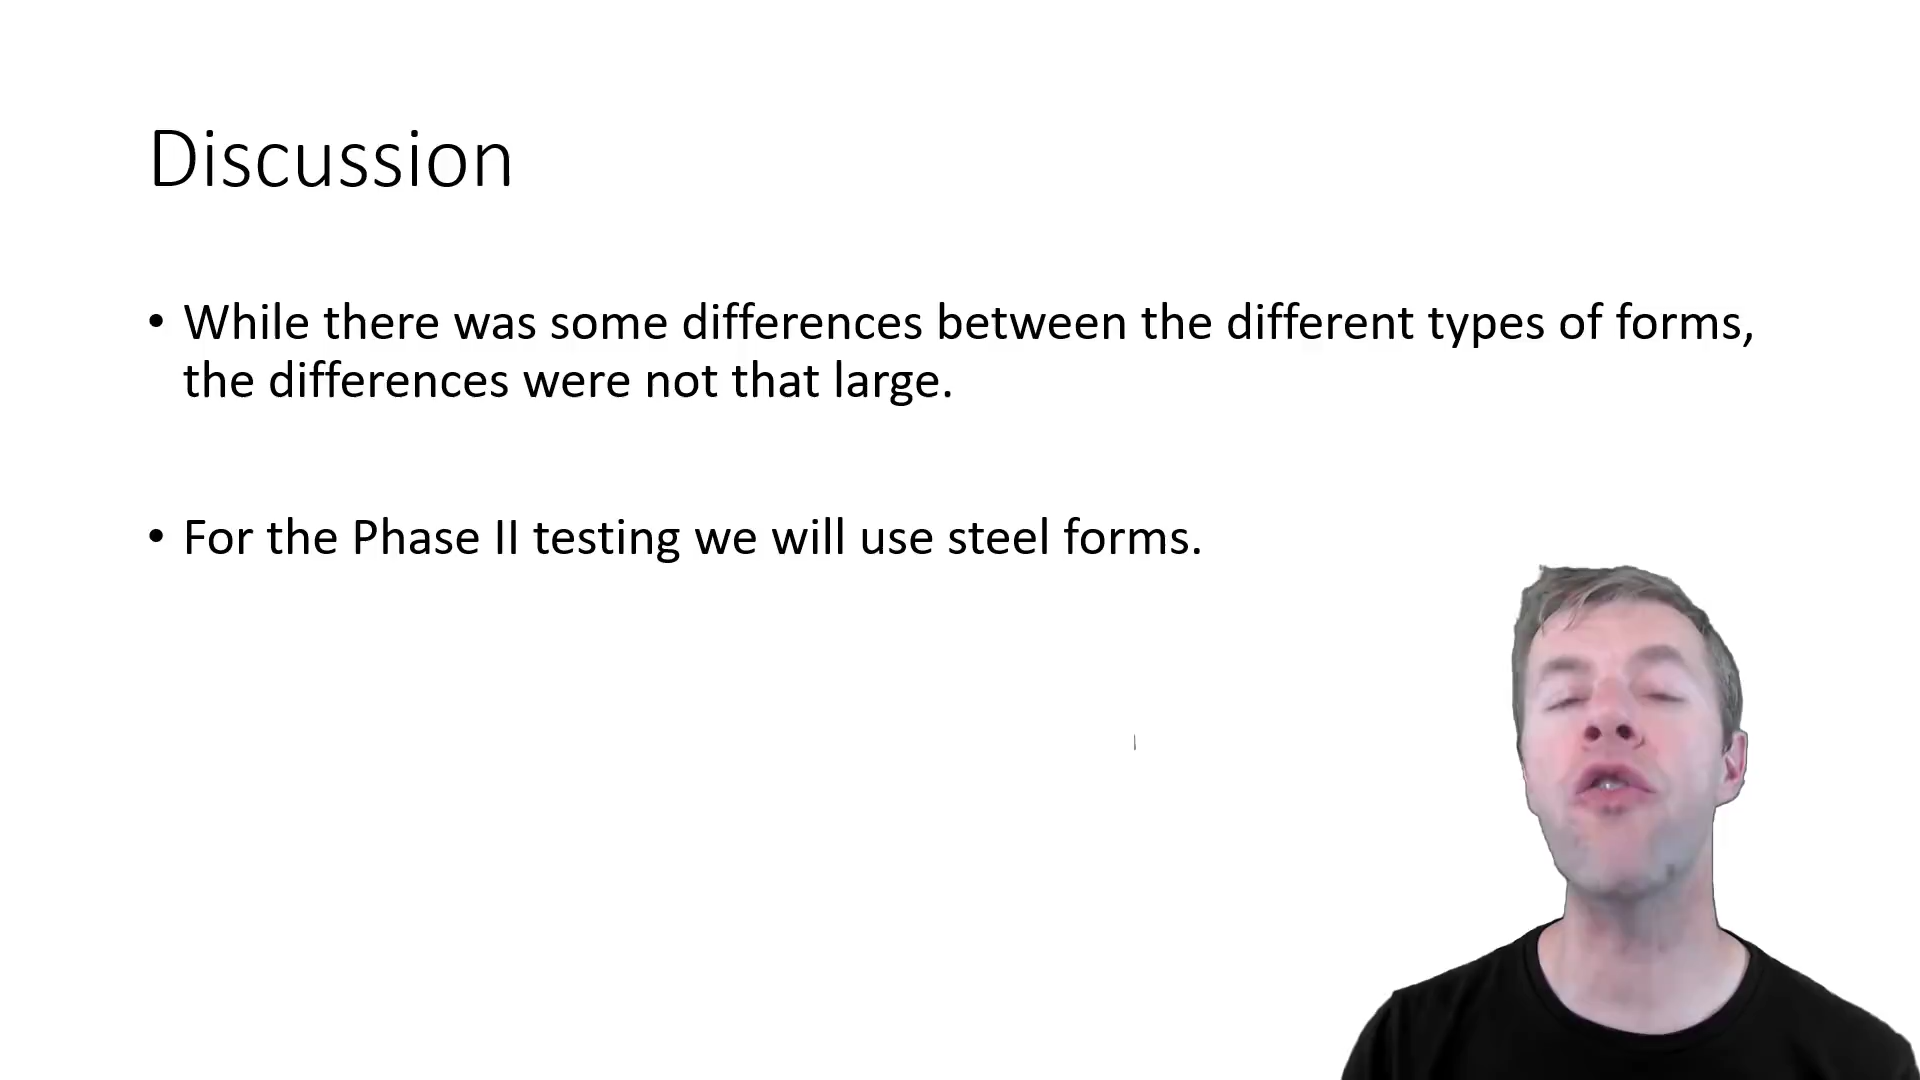 Discussion
• While there was some differences between the different types of forms,
the differences were not that large.
• For the Phase II testing we will use steel forms.